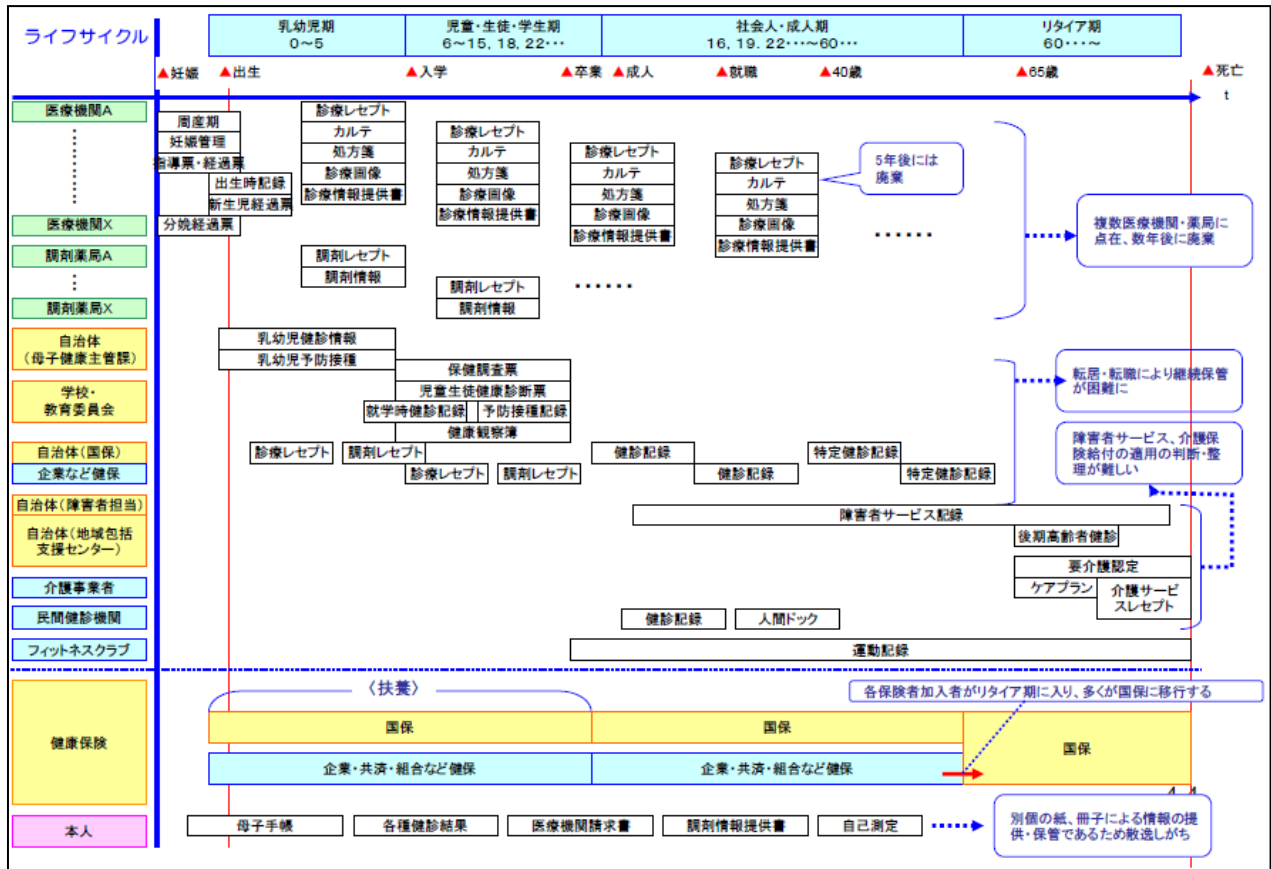 ライフサイクル
乳幼児期
0～5
児童・生徒・学生期
6～15, 18, 22・・・
社会人・成人期
16, 19. 22・・・～60・・・
リタイア期
60・・・～
▲妊娠
▲出生
▲入学
▲卒業
▲成人
▲就職
▲40歳
▲65歳
▲死亡
t
医療機関A
医療機関X
周産期
妊娠管理
指導票・経過票
出生時記録
新生児経過票
分娩経過票
診療レセプト
カルテ
処方箋
診療画像
診療情報提供書
診療レセプト
カルテ
処方箋
診療画像
診療情報提供書
診療レセプト
カルテ
処方箋
診療画像
診療情報提供書
診療レセプト
カルテ
処方箋
診療画像
診療情報提供書
5年後には
廃棄
・・・・・・
複数医療機関・薬局に
点在、数年後に廃棄
調剤薬局A
調剤薬局X
調剤レセプト
調剤情報
調剤レセプト
調剤情報
・・・・・・
自治体
（母子健康主管課）
乳幼児健診情報
乳幼児予防接種
学校・
教育委員会
保健調査票
児童生徒健康診断票
就学時健診記録
予防接種記録
健康観察簿
転居・転職により継続保管
が困難に
自治体（国保）
診療レセプト
調剤レセプト
健診記録
特定健診記録
企業など健保
診療レセプト
調剤レセプト
健診記録
特定健診記録
障害者サービス、介護保
険給付の適用の判断・整
理が難しい
自治体（障害者担当）
障害者サービス記録
自治体（地域包括
支援センター）
後期高齢者健診
要介護認定
介護事業者
ケアプラン
介護サービ
スレセプト
民間健診機関
健診記録
人間ドック
フィットネスクラブ
運動記録
健康保険
〈扶養〉
各保険者加入者がリタイア期に入り、多くが国保に移行する
国保
国保
国保
企業・共済・組合など健保
企業・共済・組合など健保
本人
母子手帳
各種健診結果
医療機関請求書
調剤情報提供書
自己測定
別個の紙、冊子による情報の提
供・保管であるため散逸しがち